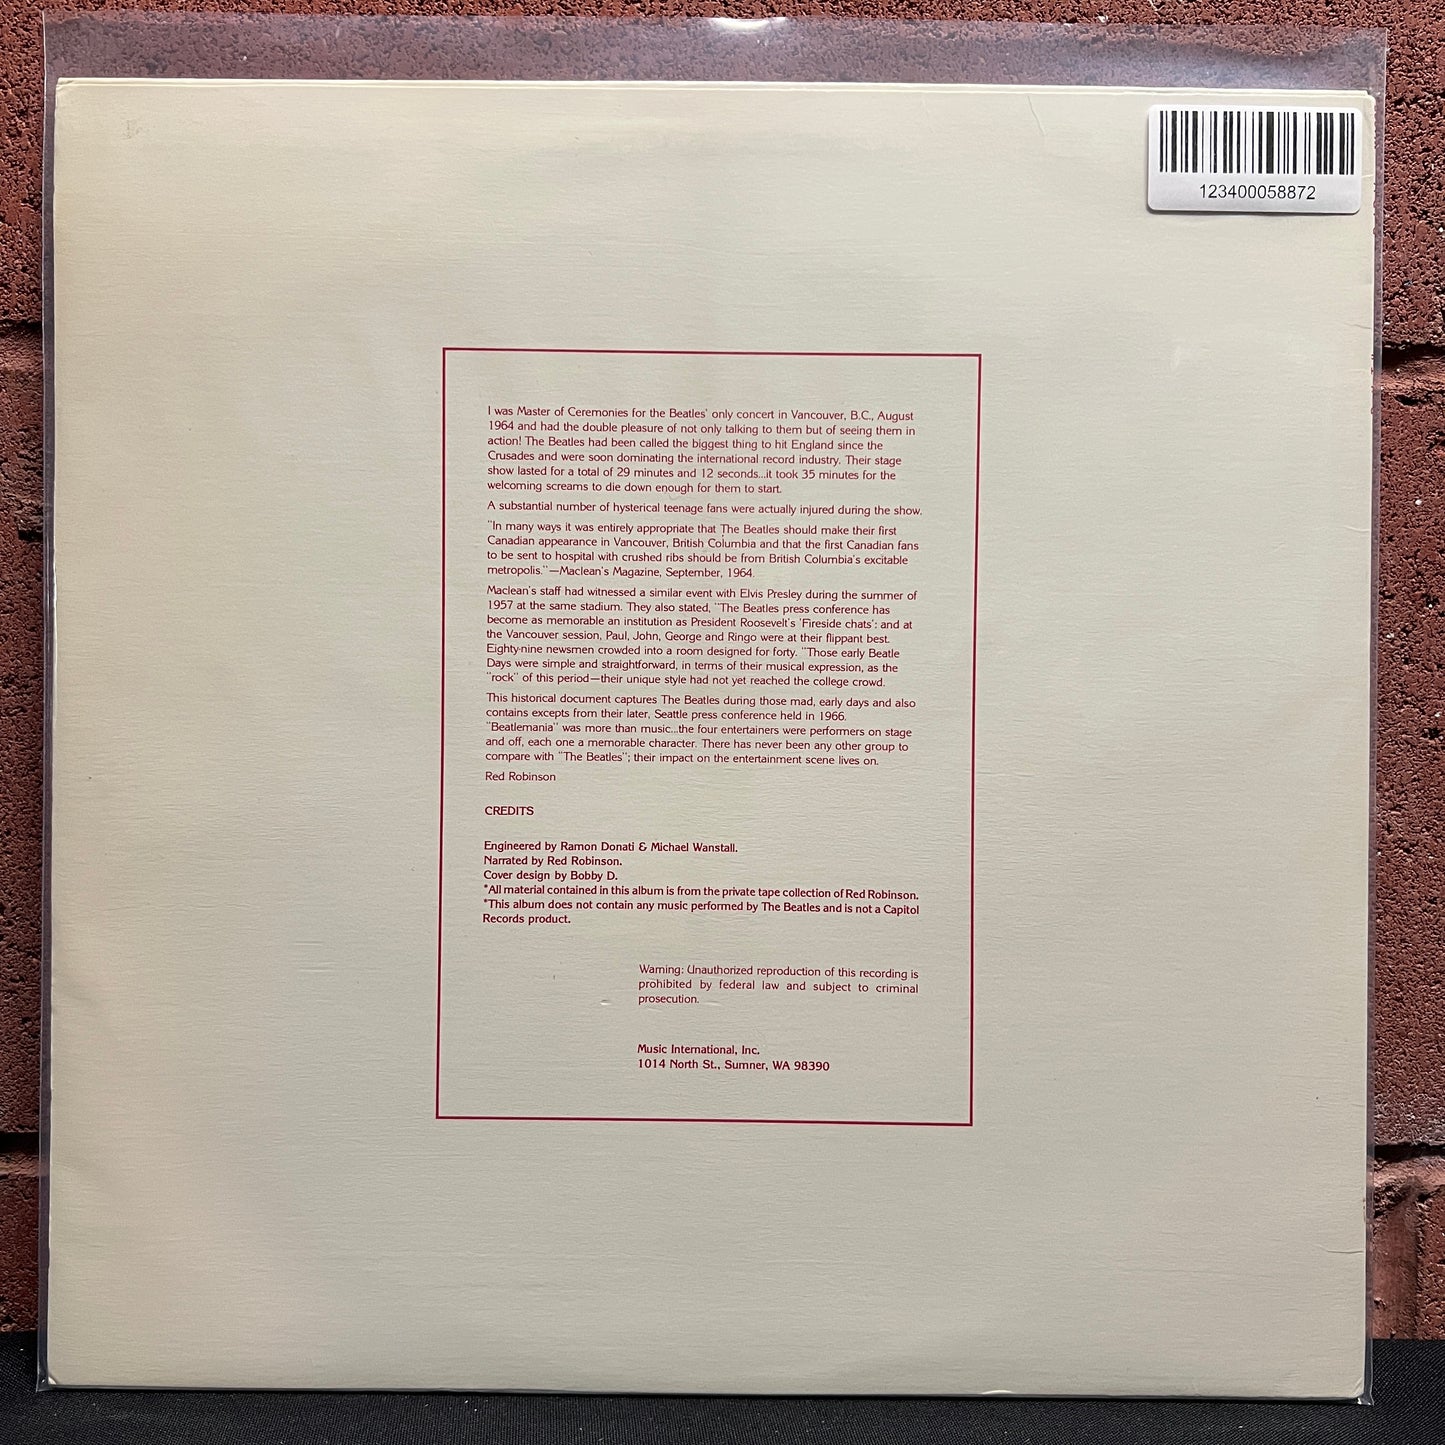 123400058872
I was Master of Ceremonies for the Beatles' only concert in Vancouver, B.C., August
1964 and had the double pleasure of not only talking to them but of seeing them in
action! The Beatles had been called the biggest thing to hit England since the
Crusades and were soon dominating the international record industry. Their stage
show lasted for a total of 29 minutes and 12 seconds...it took 35 minutes for the
welcoming screams to die down enough for them to start.
A substantial number of hysterical teenage fans were actually injured during the show.
"In many ways it was entirely appropriate that The Beatles should make their first
Canadian appearance in Vancouver, British Columbia and that the first Canadian fans
to be sent to hospital with crushed ribs should be from British Columbia's excitable
metropolis."—Maclean's Magazine, September, 1964.
Maclean's staff had witnessed a similar event with Elvis Presley during the summer of
1957 at the same stadium. They also stated, "The Beatles press conference has
become as memorable an institution as President Roosevelt's 'Fireside chats'; and at
the Vancouver session, Paul, John, George and Ringo were at their flippant best.
Eighty-nine newsmen crowded into a room designed for forty. "Those early Beatle
Days were simple and straightforward, in terms of their musical expression, as the
"rock" of this period—their unique style had not yet reached the college crowd.
This historical document captures The Beatles during those mad, early days and also
contains excepts from their later, Seattle press conference held in 1966.
"Beatlemania" was more than music...the four entertainers were performers on stage
and off, each one a memorable character. There has never been any other group to
compare with "The Beatles"; their impact on the entertainment scene lives on.
Red Robinson
CREDITS
Engineered by Ramon Donati & Michael Wanstall.
Narrated by Red Robinson.
Cover design by Bobby D.
*All material contained in this album is from the private tape collection of Red Robinson.
*This album does not contain any music performed by The Beatles and is not a Capitol
Records product.
Warning: Unauthorized reproduction of this recording is
prohibited by federal law and subject to criminal
prosecution.
Music International, Inc.
1014 North St., Sumner, WA 98390